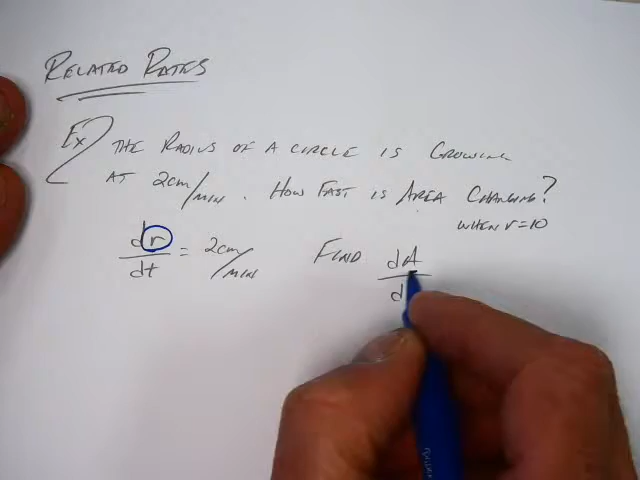 RELATED RATES
Ex THE RADIUS OF A CIRCLE IS GROWING
AT 2cm/MIN. HOW FAST IS AREA CHANGING?
WHEN r=10
dr/dt = 2cm/MIN FIND dA/d